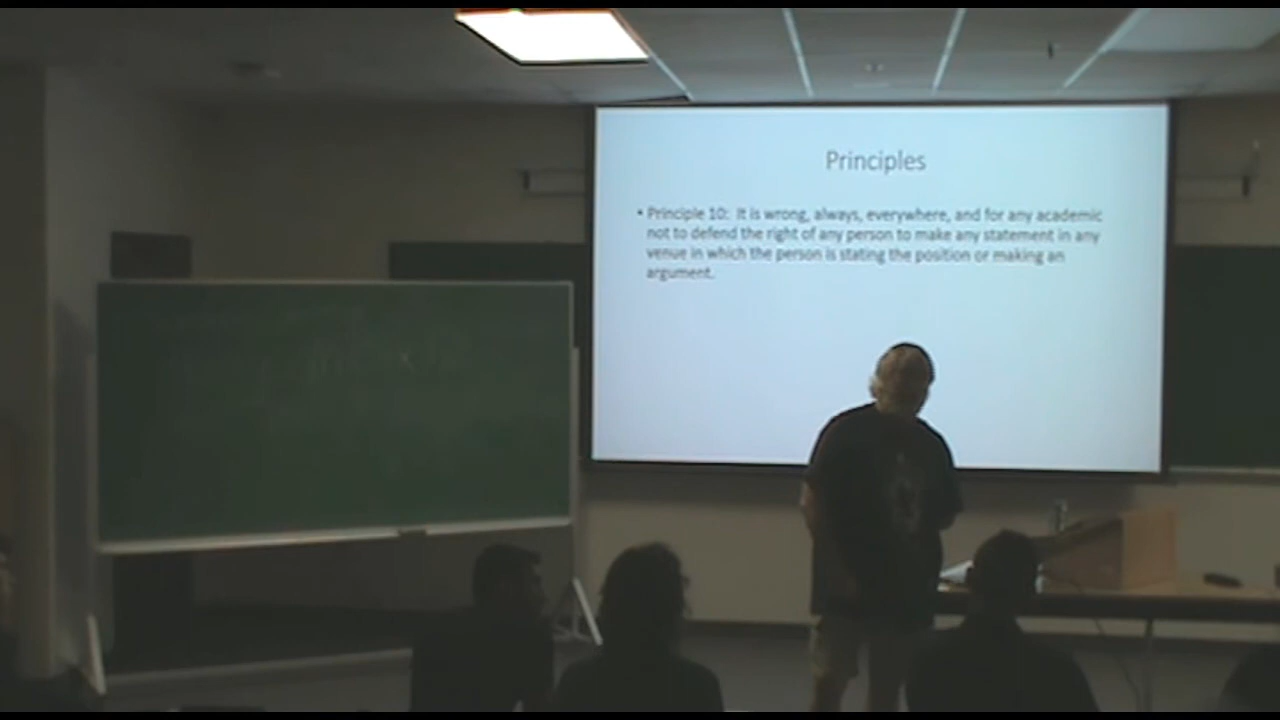 Principles
• Principle 10: It is wrong, always, everywhere, and for any academic
not to defend the right of any person to make any statement in any
venue in which the person is stating the position or making an
argument.